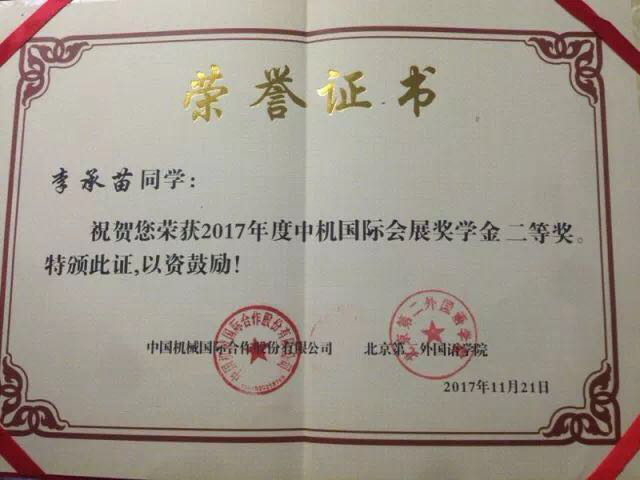 荣誉证书
李承苗同学：
祝贺您荣获2017年度中机国际会展奖学金 二等奖。
特颁此证,以资鼓励!
中国机械国际合作股份有限公司 北京第二外国语学院
2017年11月21日